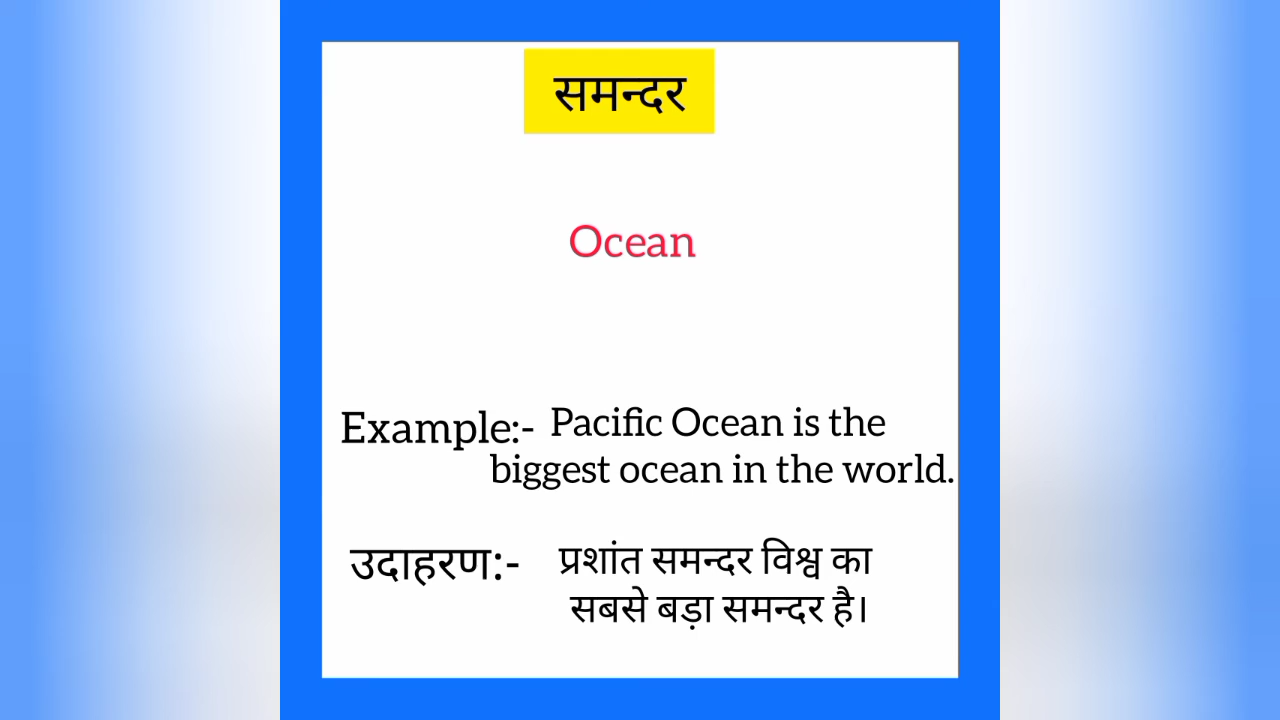 समन्दर
Ocean
Example:- Pacific Ocean is the
biggest ocean in the world.
उदाहरण:- प्रशांत समन्दर विश्व का
सबसे बड़ा समन्दर है।